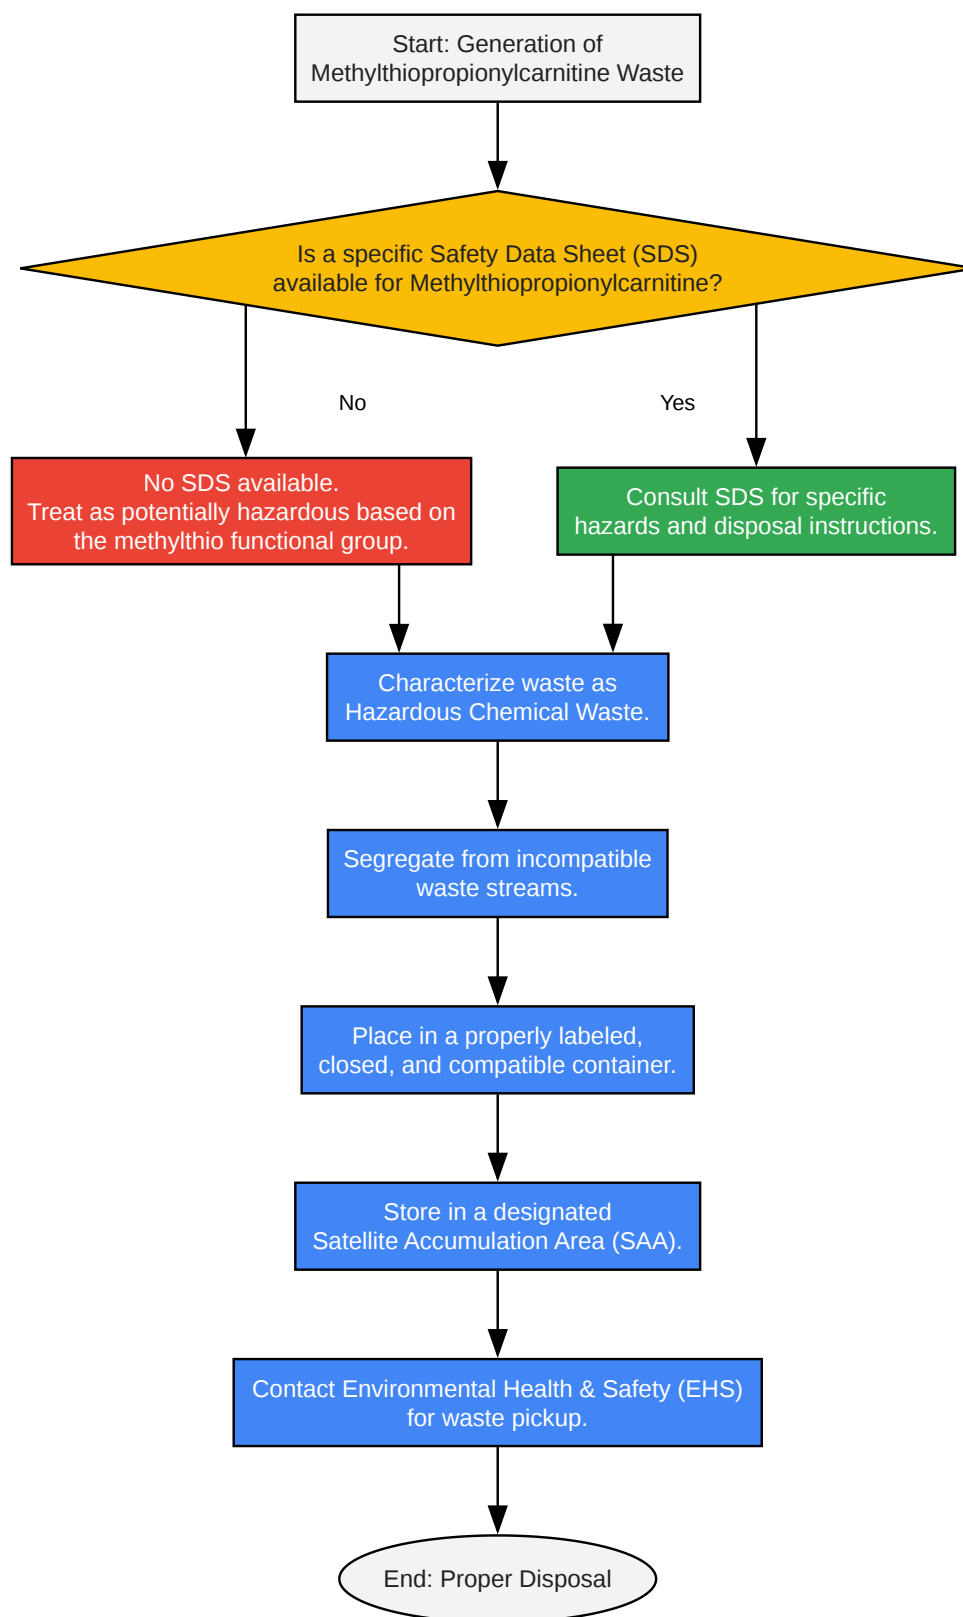 Start: Generation of
Methylthiopropionylcarnitine Waste
Is a specific Safety Data Sheet (SDS)
available for Methylthiopropionylcarnitine?
No
Yes
No SDS available.
Treat as potentially hazardous based on
the methylthio functional group.
Consult SDS for specific
hazards and disposal instructions.
Characterize waste as
Hazardous Chemical Waste.
Segregate from incompatible
waste streams.
Place in a properly labeled,
closed, and compatible container.
Store in a designated
Satellite Accumulation Area (SAA).
Contact Environmental Health & Safety (EHS)
for waste pickup.
End: Proper Disposal